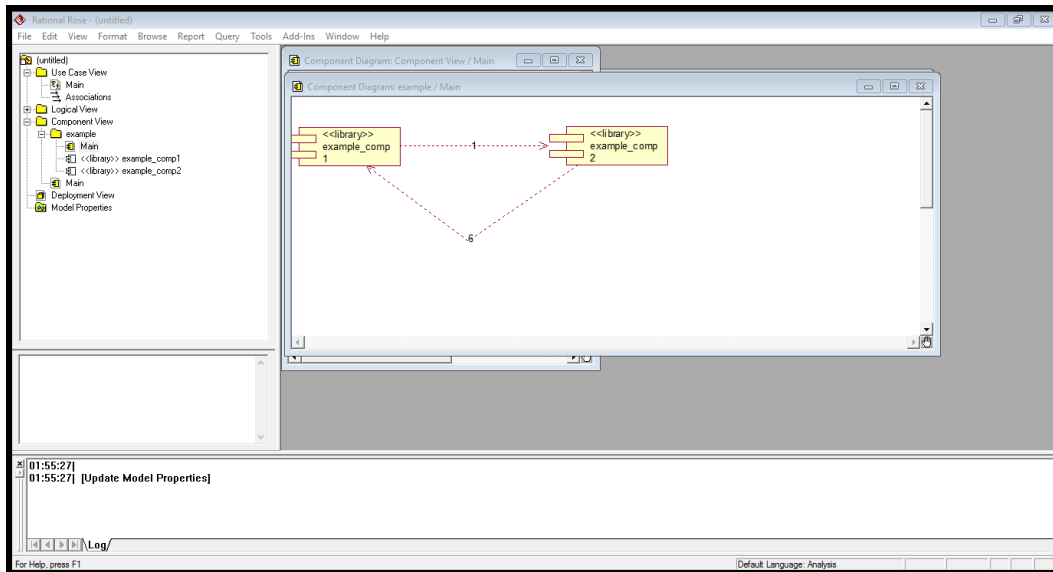 Rational Rose - (untitled)
File Edit View Format Browse Report Query Tools Add-Ins Window Help
(untitled)
Use Case View
Main
Associations
Logical View
Component View
example
Main
<<library>> example_comp1
<<library>> example_comp2
Main
Deployment View
Model Properties
Component Diagram: Component View / Main
Component Diagram: example / Main
<<library>>
example_comp
1
1
<<library>>
example_comp
2
6
01:55:27|
01:55:27| [Update Model Properties]
Log
For Help, press F1
Default Language: Analysis